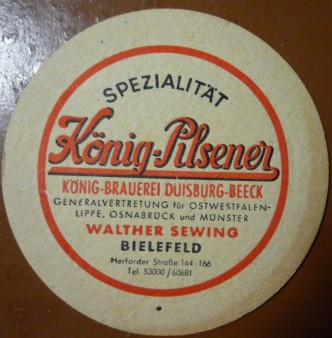 SPEZIALITÄT
König-Pilsener
KÖNIG-BRAUEREI DUISBURG-BEECK
GENERALVERTRETUNG für OSTWESTFALEN-
LIPPE, OSNABRÜCK und MÜNSTER
WALTHER SEWING
BIELEFELD
Herforder Straße 164-166
Tel. 53000/60681